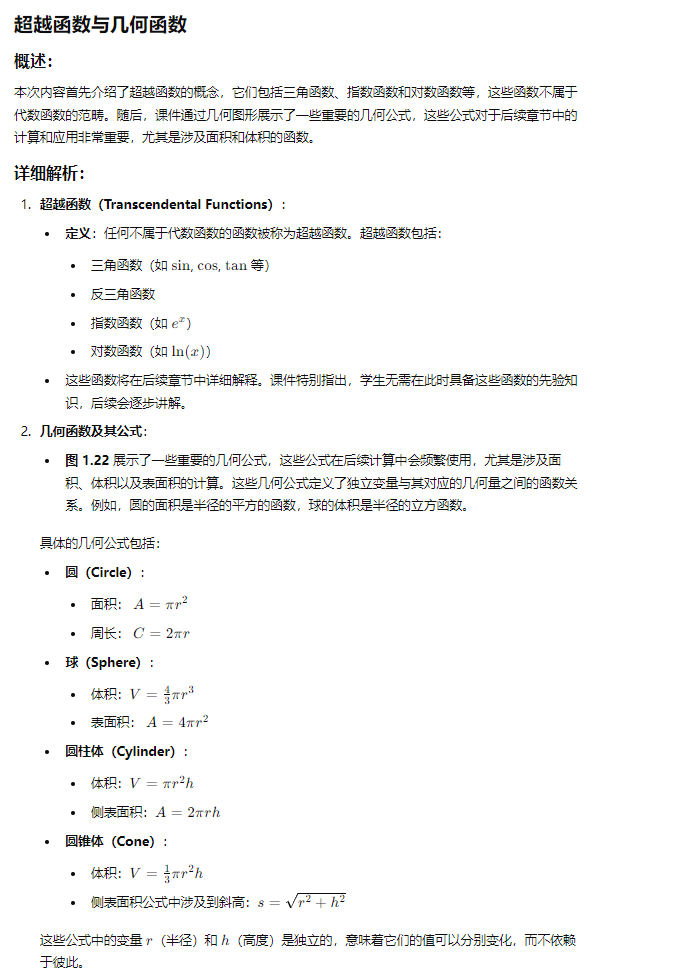 超越函数与几何函数
概述：
本次内容首先介绍了超越函数的概念，它们包括三角函数、指数函数和对数函数等，这些函数不属于
代数函数的范畴。随后，课件通过几何图形展示了一些重要的几何公式，这些公式对于后续章节中的
计算和应用非常重要，尤其是涉及面积和体积的函数。
详细解析：
1. 超越函数（Transcendental Functions）：
• 定义：任何不属于代数函数的函数被称为超越函数。超越函数包括：
• 三角函数（如 sin, cos, tan 等）
• 反三角函数
• 指数函数（如 e^x）
• 对数函数（如 ln(x)）
• 这些函数将在后续章节中详细解释。课件特别指出，学生无需在此时具备这些函数的先验知
识，后续会逐步讲解。
2. 几何函数及其公式：
• 图 1.22 展示了一些重要的几何公式，这些公式在后续计算中会频繁使用，尤其是涉及面
积、体积以及表面积的计算。这些几何公式定义了独立变量与其对应的几何量之间的函数关
系。例如，圆的面积是半径的平方的函数，球的体积是半径的立方函数。
具体的几何公式包括：
• 圆（Circle）：
• 面积： A = πr²
• 周长： C = 2πr
• 球（Sphere）：
• 体积：V = 4/3 πr³
• 表面积： A = 4πr²
• 圆柱体（Cylinder）：
• 体积：V = πr²h
• 侧表面积：A = 2πrh
• 圆锥体（Cone）：
• 体积：V = 1/3 πr²h
• 侧表面积公式中涉及到斜高：s = √(r² + h²)
这些公式中的变量 r（半径）和 h（高度）是独立的，意味着它们的值可以分别变化，而不依赖
于彼此。